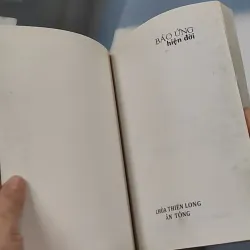 BÁO ỨNG
hiện đời
CHÙA THIÊN LONG
ẤN TỐNG